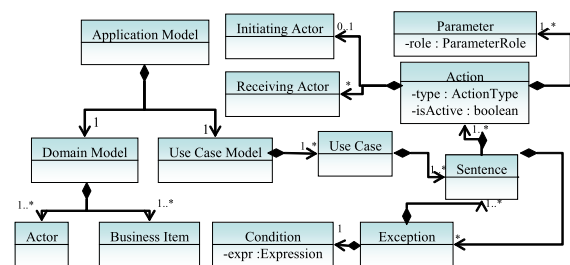 Application Model
Initiating Actor
0..1
Parameter
-role : ParameterRole
1..*
Receiving Actor
*
Action
-type : ActionType
-isActive : boolean
1..*
1
1
Domain Model
Use Case Model
1..*
Use Case
1..*
Sentence
1..*
1..*
1..*
Actor
Business Item
Condition
-expr :Expression
1
Exception
*